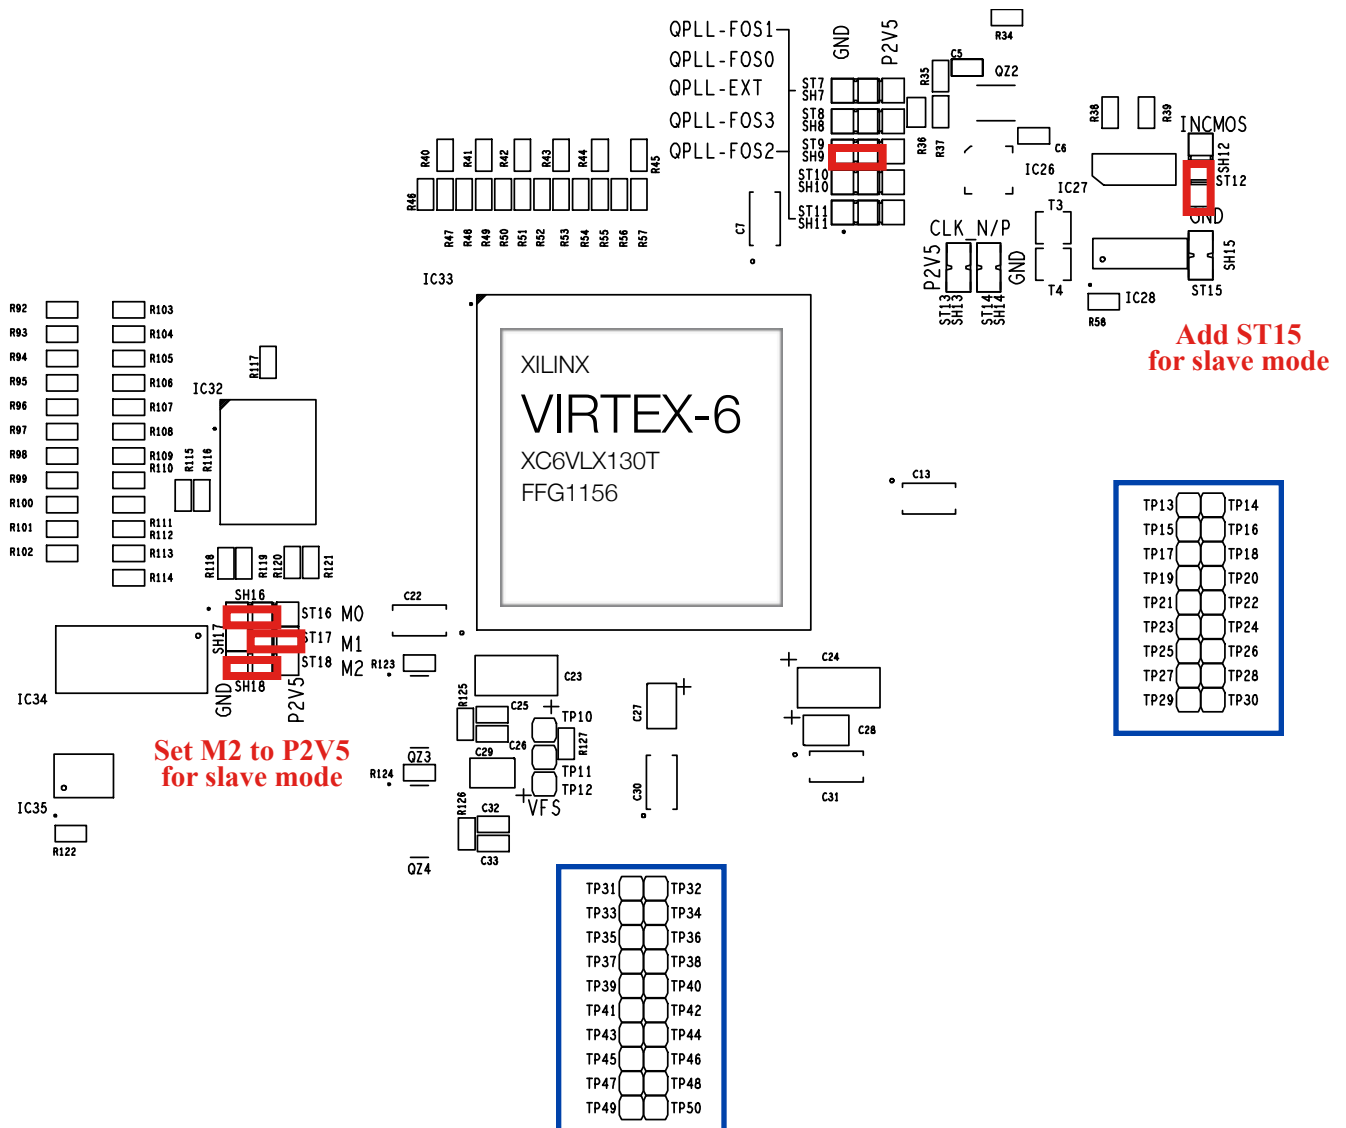 QPLL-FOS1
QPLL-FOS0
QPLL-EXT
QPLL-FOS3
QPLL-FOS2
GND
P2V5
ST7
SH7
ST8
SH8
ST9
SH9
ST10
SH10
ST11
SH11
R34
C5
QZ2
R35
R36
R37
C6
IC26
R38
R39
INCMOS
SH12
ST12
IC27
GND
T3
T4
CLK_N/P
P2V5
GND
ST13
SH13
ST14
SH14
SH15
ST15
IC28
R56
Add ST15
for slave mode
C7
R40
R41
R42
R43
R44
R45
R46
R47
R48
R49
R50
R51
R52
R53
R54
R55
R56
R57
IC33
XILINX
VIRTEX-6
XC6VLX130T
FFG1156
R92
R93
R94
R95
R96
R97
R98
R99
R100
R101
R102
R103
R104
R105
R106
R107
R108
R109
R110
R111
R112
R113
R114
R117
IC32
R115
R116
R118
R119
R120
R121
SH16
ST16 M0
SH17
ST17 M1
ST18 M2
SH18
GND
P2V5
IC34
Set M2 to P2V5
for slave mode
IC35
R122
C22
R123
QZ3
R124
QZ4
C23
R125
C25
C26
C29
TP10
TP11
TP12
R127
VFS
R126
C32
C33
C27
C30
C24
C28
C31
C13
TP13 TP14
TP15 TP16
TP17 TP18
TP19 TP20
TP21 TP22
TP23 TP24
TP25 TP26
TP27 TP28
TP29 TP30
TP31 TP32
TP33 TP34
TP35 TP36
TP37 TP38
TP39 TP40
TP41 TP42
TP43 TP44
TP45 TP46
TP47 TP48
TP49 TP50